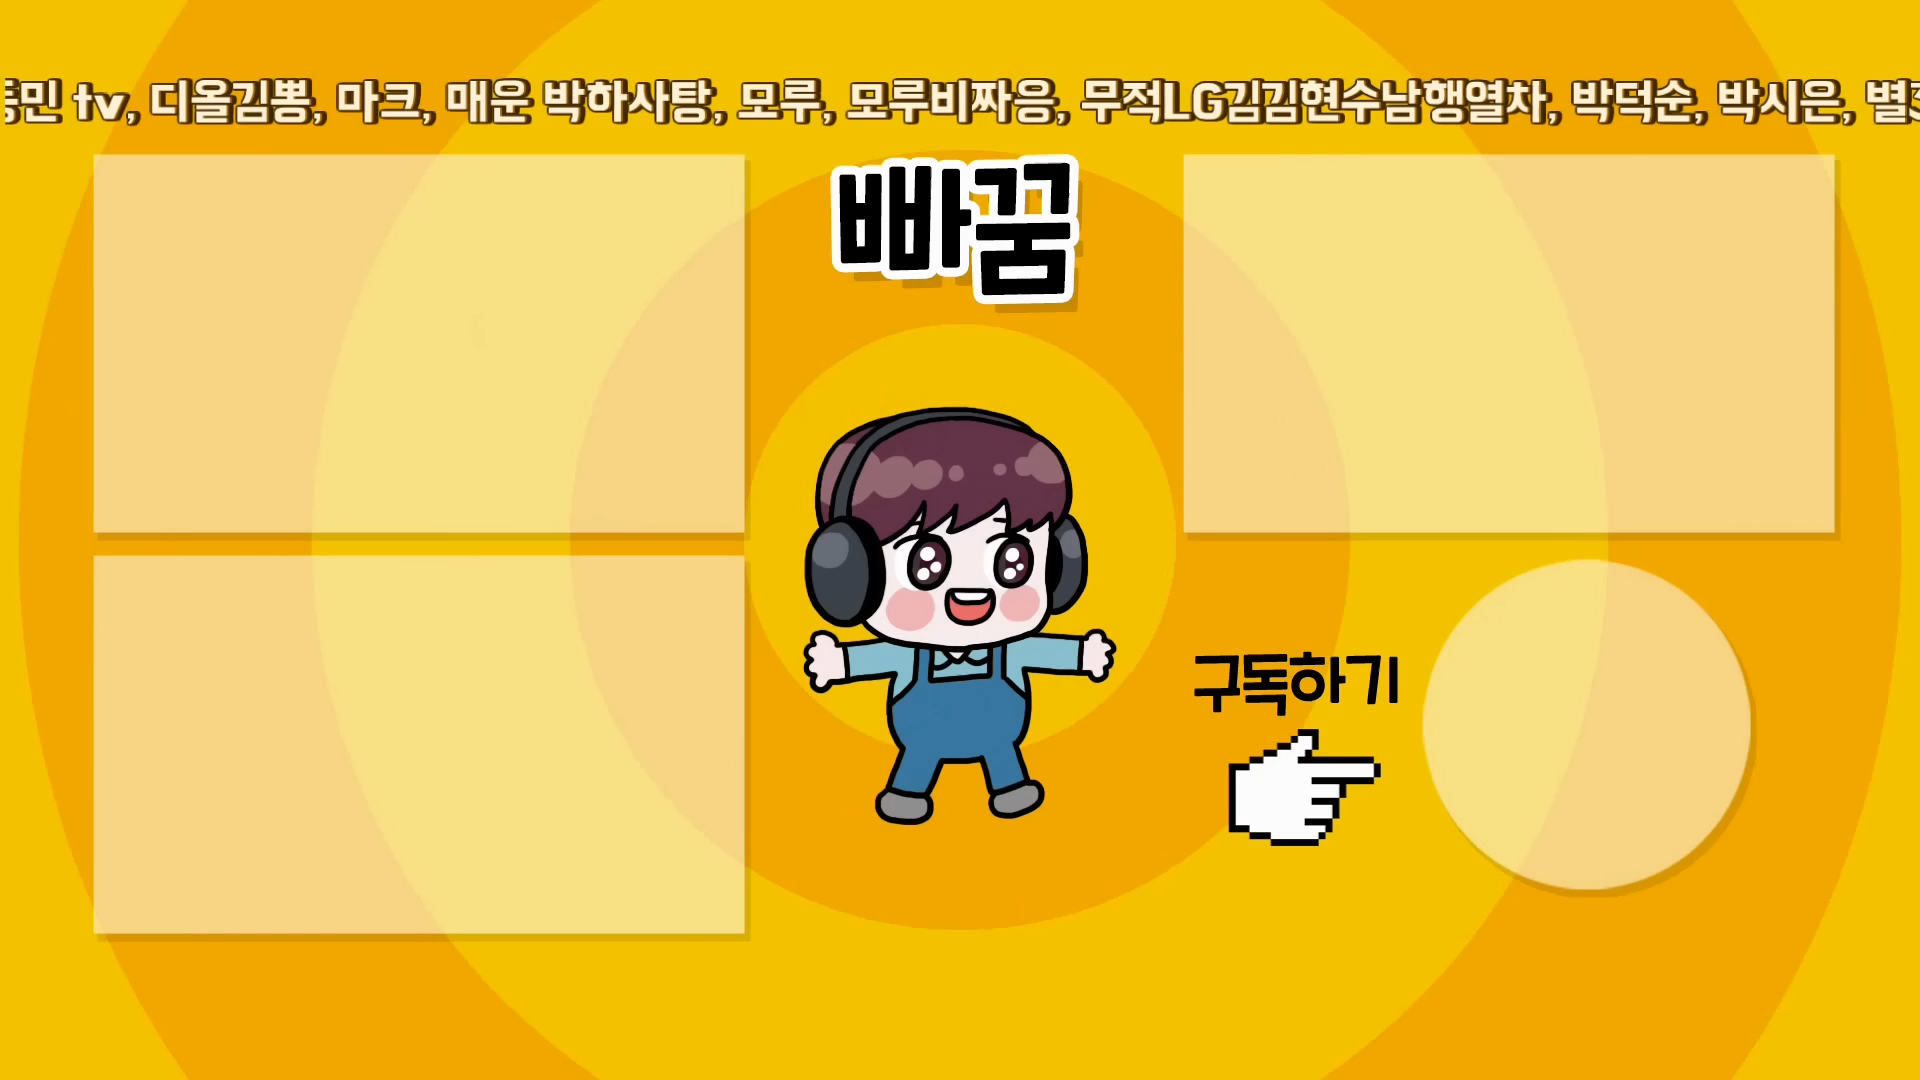 민 tv, 디올김뽕, 마크, 매운 박하사탕, 모루, 모루비짜응, 무적LG김김현수남행열차, 박덕순, 박시은, 별
빠꿈
구독하기